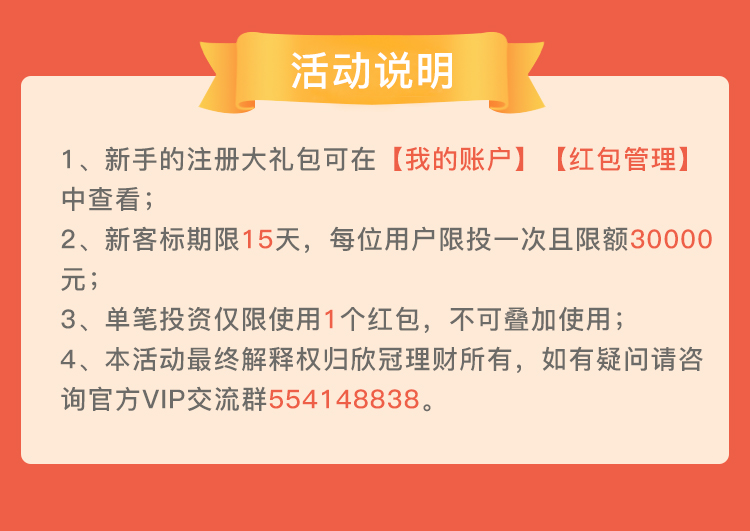 活动说明
1、新手的注册大礼包可在【我的账户】【红包管理】
中查看；
2、新客标期限15天，每位用户限投一次且限额30000
元；
3、单笔投资仅限使用1个红包，不可叠加使用；
4、本活动最终解释权归欣冠理财所有，如有疑问请咨
询官方VIP交流群554148838。